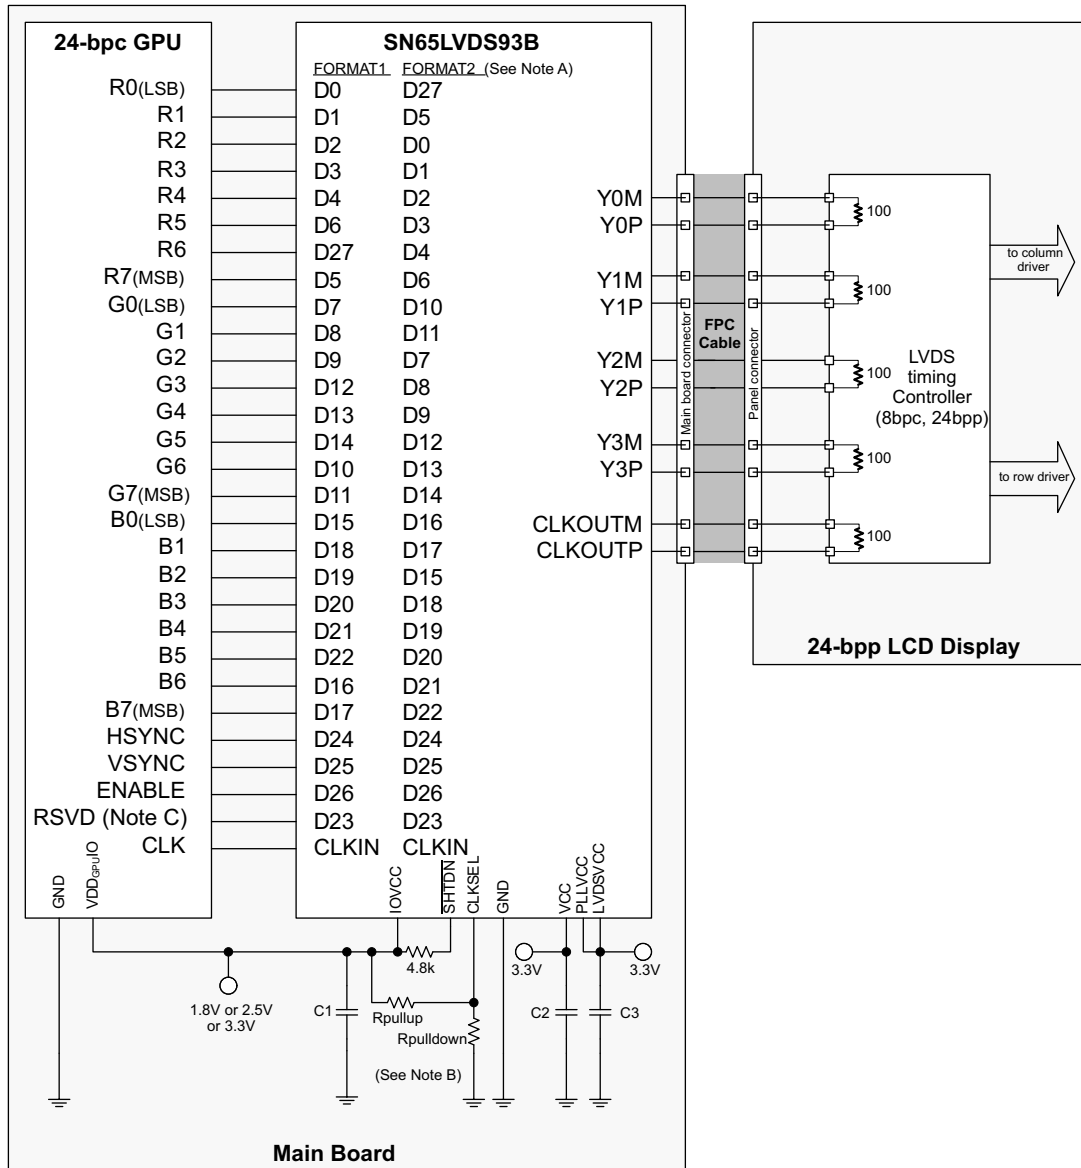 24-bpc GPU
SN65LVDS93B
FORMAT1 FORMAT2 (See Note A)
R0(LSB) D0 D27
R1 D1 D5
R2 D2 D0
R3 D3 D1
R4 D4 D2
R5 D6 D3
R6 D27 D4
R7(MSB) D5 D6
G0(LSB) D7 D10
G1 D8 D11
G2 D9 D7
G3 D12 D8
G4 D13 D9
G5 D14 D12
G6 D10 D13
G7(MSB) D11 D14
B0(LSB) D15 D16
B1 D18 D17
B2 D19 D15
B3 D20 D18
B4 D21 D19
B5 D22 D20
B6 D16 D21
B7(MSB) D17 D22
HSYNC D24 D24
VSYNC D25 D25
ENABLE D26 D26
RSVD (Note C) D23 D23
CLK CLKIN CLKIN
Y0M
Y0P
Y1M
Y1P
Y2M
Y2P
Y3M
Y3P
CLKOUTM
CLKOUTP
Main board connector
FPC
Cable
Panel connector
100
100
100
100
100
LVDS
timing
Controller
(8bpc, 24bpp)
to column
driver
to row driver
24-bpp LCD Display
GND
VDDGPUIO
IOVCC
SHTDN
CLKSEL
GND
VCC
PLLVCC
LVDSVCC
4.8k
3.3V
3.3V
1.8V or 2.5V
or 3.3V
C1
Rpullup
Rpulldown
C2
C3
(See Note B)
Main Board